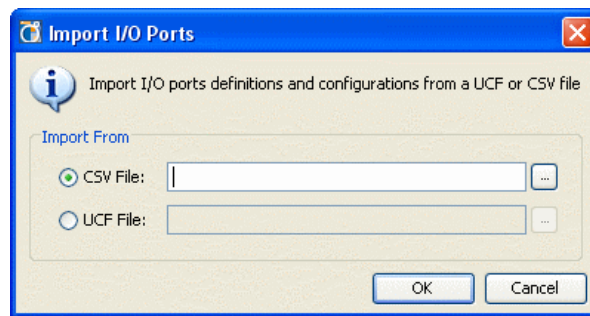 Import I/O Ports
Import I/O ports definitions and configurations from a UCF or CSV file
Import From
CSV File:
...
UCF File:
...
OK
Cancel